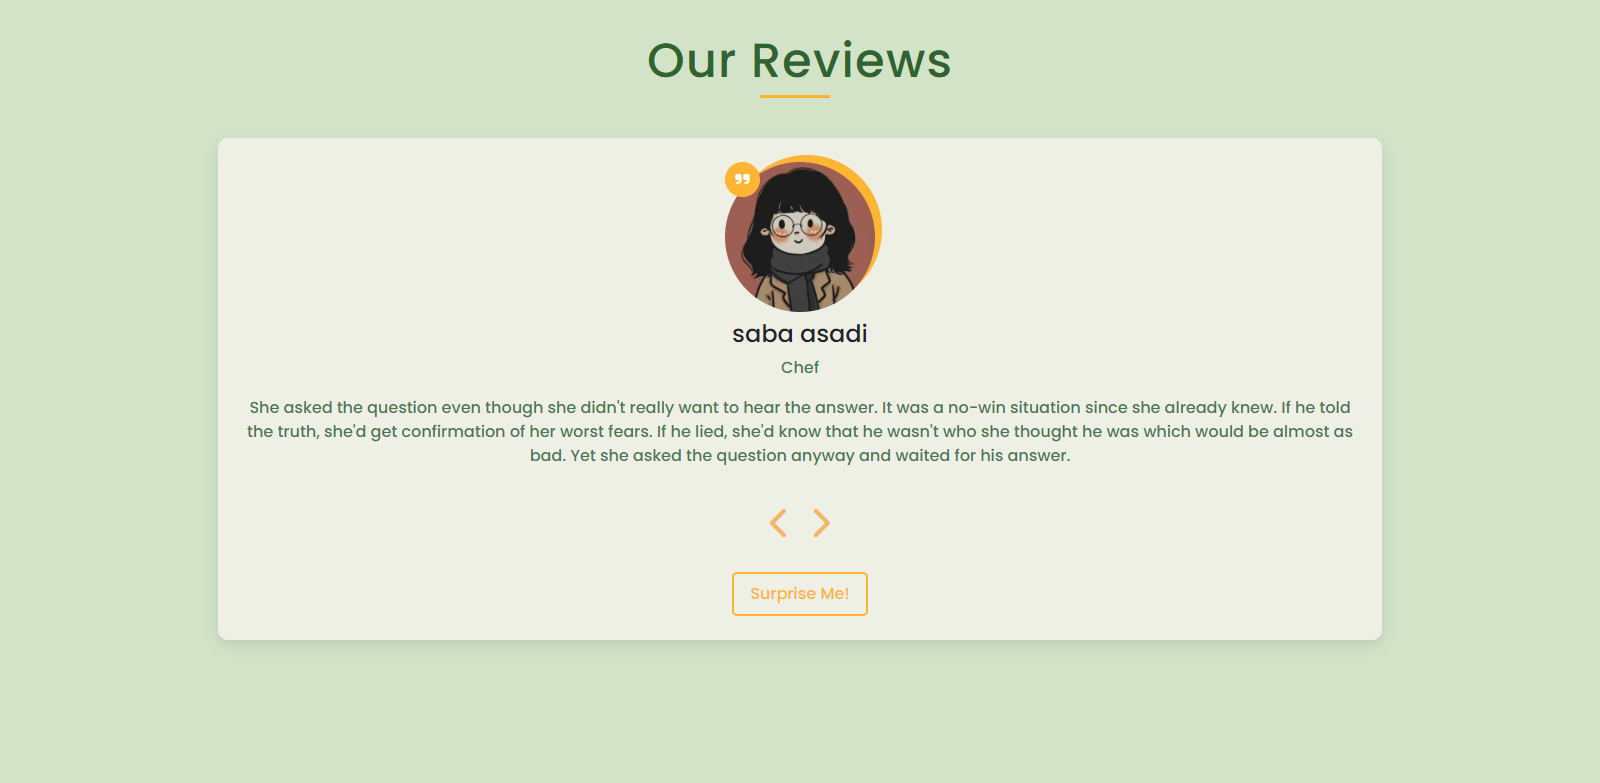 Our Reviews
saba asadi
Chef
She asked the question even though she didn't really want to hear the answer. It was a no-win situation since she already knew. If he told
the truth, she'd get confirmation of her worst fears. If he lied, she'd know that he wasn't who she thought he was which would be almost as
bad. Yet she asked the question anyway and waited for his answer.
Surprise Me!